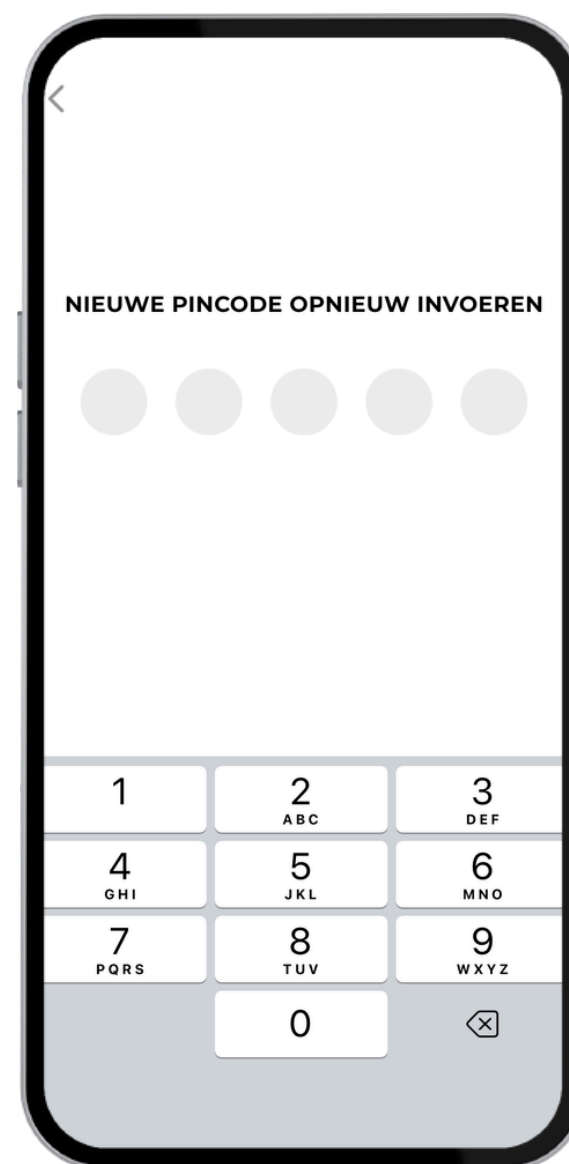 NIEUWE PINCODE OPNIEUW INVOEREN
1 2 3
ABC DEF
4 5 6
GHI JKL MNO
7 8 9
PQRS TUV WXYZ
0